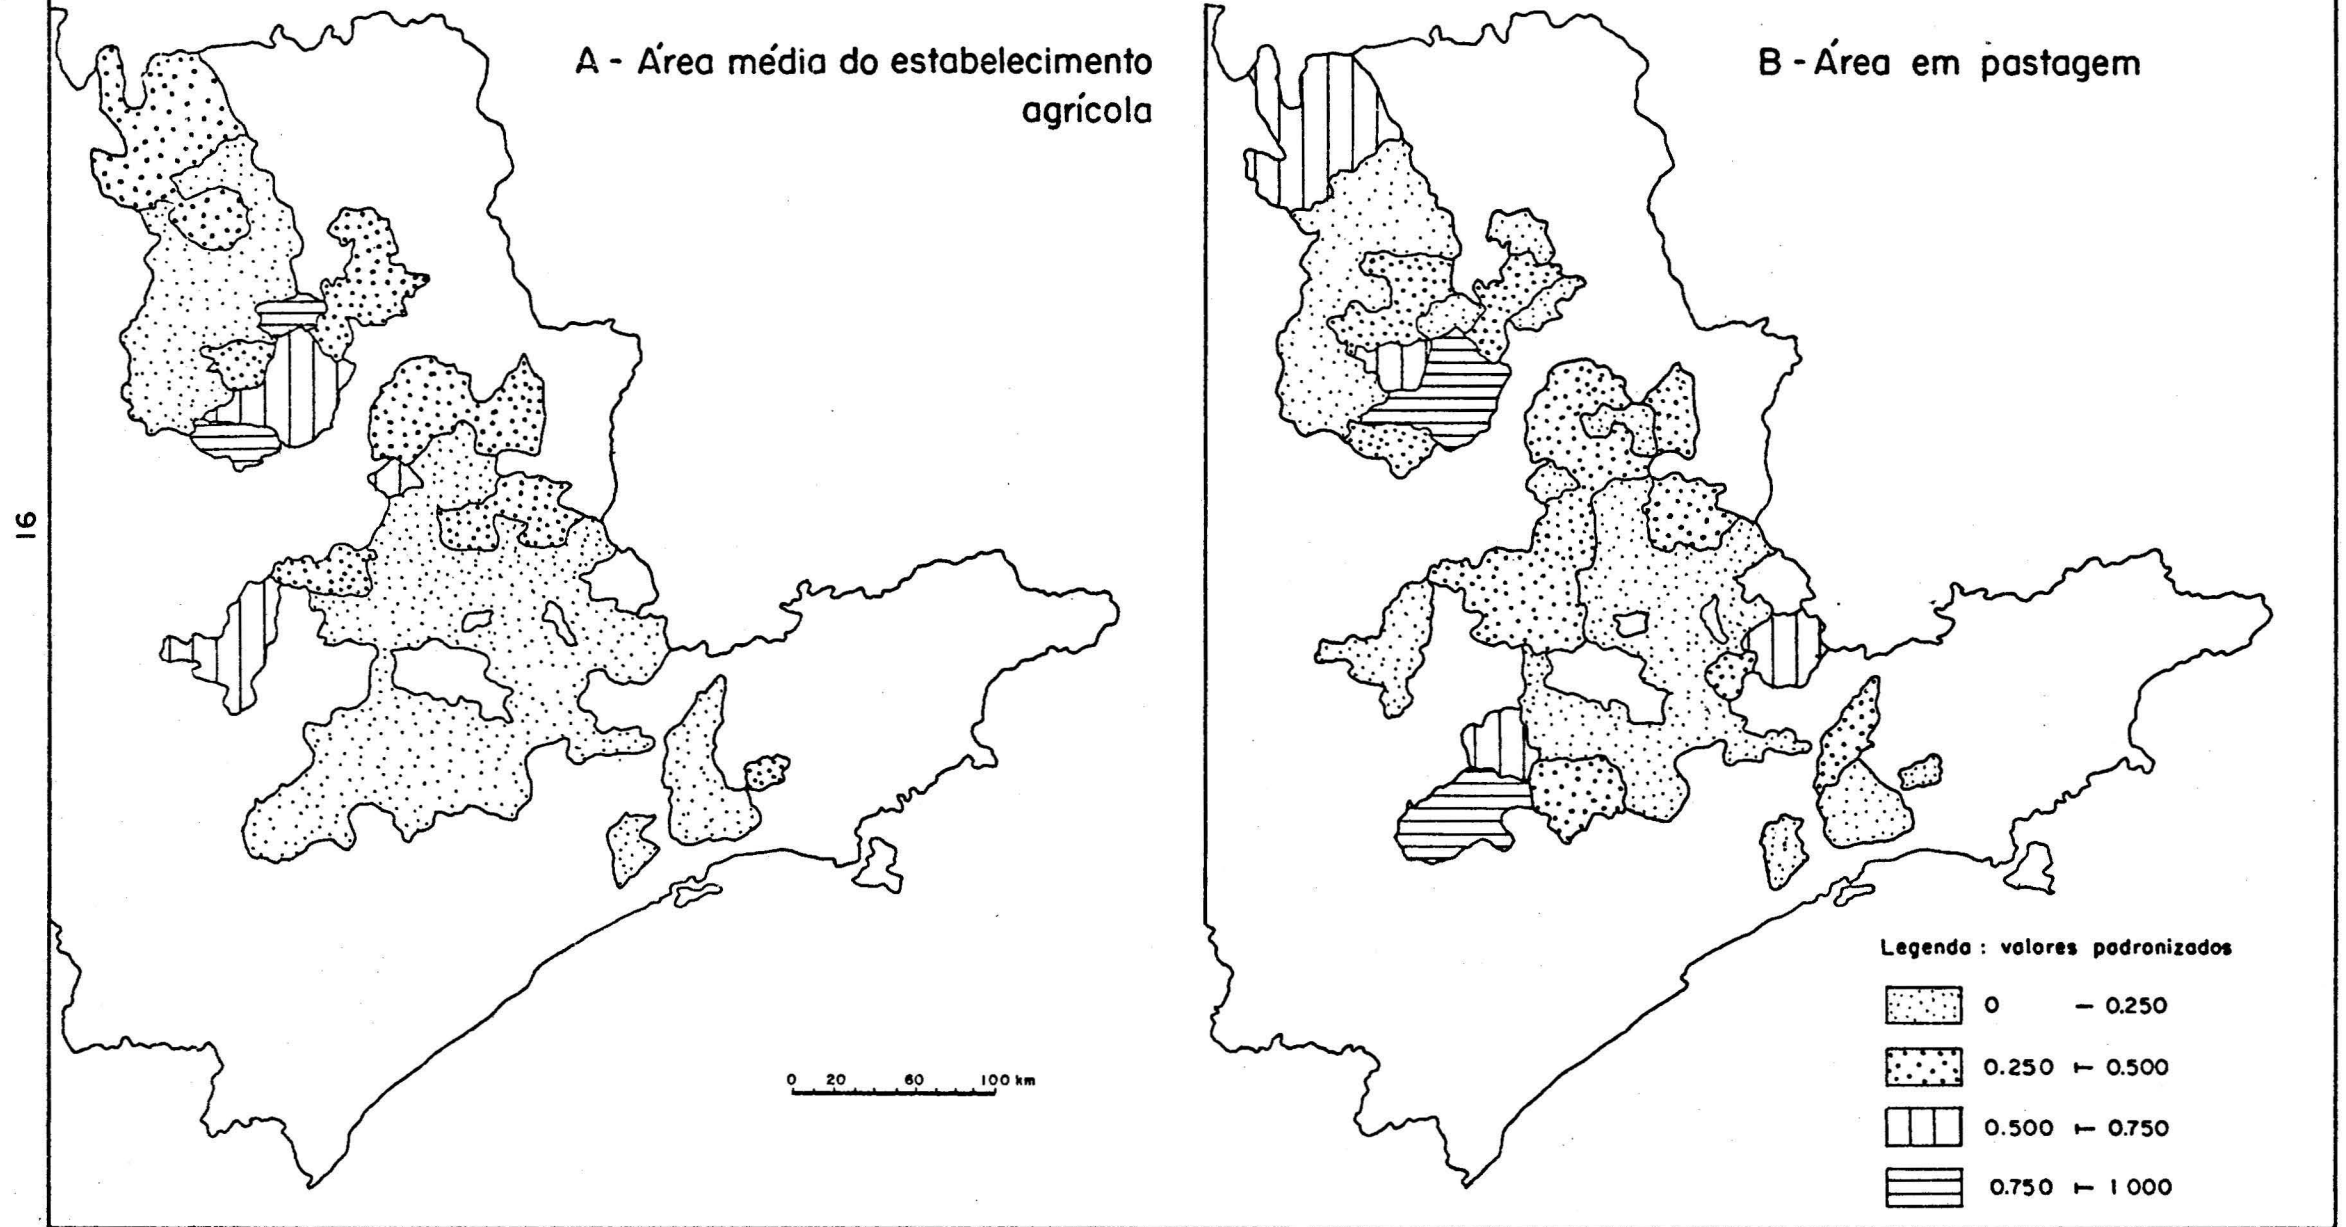 A - Área média do estabelecimento
agrícola
B - Área em pastagem
16
0 20 60 100 km
Legenda : valores padronizados
0 – 0.250
0.250 ⊢ 0.500
0.500 ⊢ 0.750
0.750 ⊢ 1 000